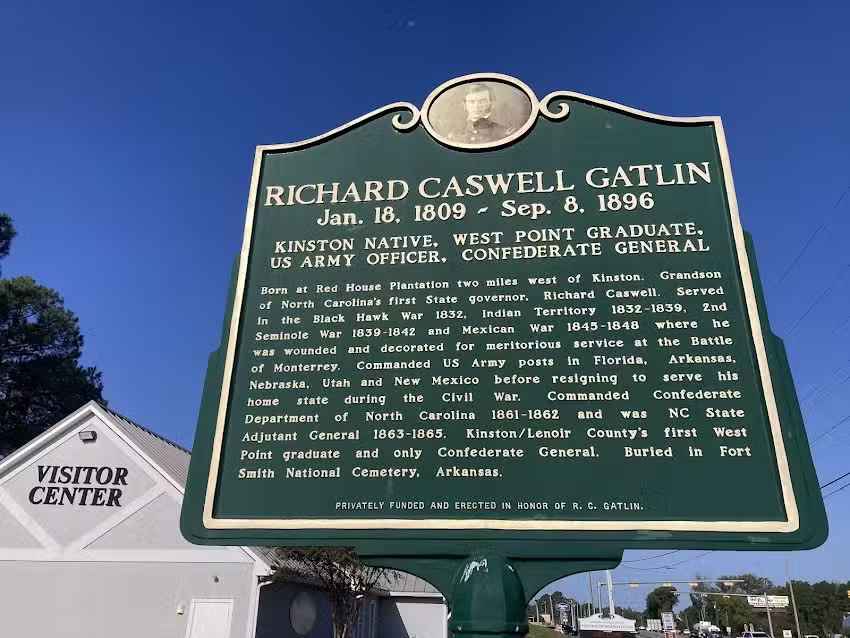 RICHARD CASWELL GATLIN
Jan. 18, 1809 ~ Sep. 8, 1896
KINSTON NATIVE, WEST POINT GRADUATE,
US ARMY OFFICER, CONFEDERATE GENERAL
Born at Red House Plantation two miles west of Kinston. Grandson
of North Carolina's first State governor, Richard Caswell. Served
in the Black Hawk War 1832, Indian Territory 1832-1839, 2nd
Seminole War 1839-1842 and Mexican War 1845-1848 where he
was wounded and decorated for meritorious service at the Battle
of Monterrey. Commanded US Army posts in Florida, Arkansas,
Nebraska, Utah and New Mexico before resigning to serve his
home state during the Civil War. Commanded Confederate
Department of North Carolina 1861-1862 and was NC State
Adjutant General 1863-1865. Kinston/Lenoir County's first West
Point graduate and only Confederate General. Buried in Fort
Smith National Cemetery, Arkansas.
PRIVATELY FUNDED AND ERECTED IN HONOR OF R. C. GATLIN.
VISITOR
CENTER